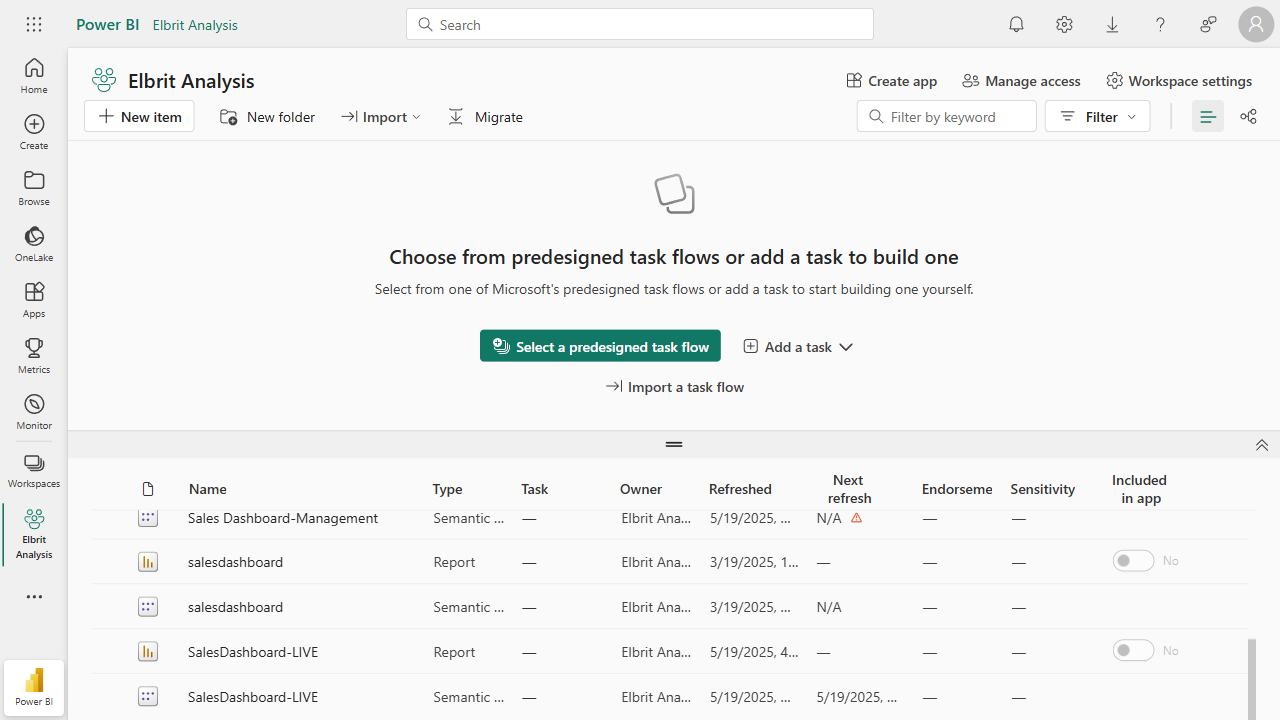 Power BI Elbrit Analysis Search
Home
Create
Browse
OneLake
Apps
Metrics
Monitor
Workspaces
Elbrit
Analysis
Power BI
Elbrit Analysis Create app Manage access Workspace settings
New item New folder Import Migrate Filter by keyword Filter
Choose from predesigned task flows or add a task to build one
Select from one of Microsoft's predesigned task flows or add a task to start building one yourself.
Select a predesigned task flow Add a task
Import a task flow
Name Type Task Owner Refreshed Next refresh Endorseme Sensitivity Included in app
Sales Dashboard-Management Semantic ... — Elbrit Ana... 5/19/2025, ... N/A — —
salesdashboard Report — Elbrit Ana... 3/19/2025, 1... — — — No
salesdashboard Semantic ... — Elbrit Ana... 3/19/2025, ... N/A — —
SalesDashboard-LIVE Report — Elbrit Ana... 5/19/2025, 4... — — — No
SalesDashboard-LIVE Semantic ... — Elbrit Ana... 5/19/2025, ... 5/19/2025, ... — —